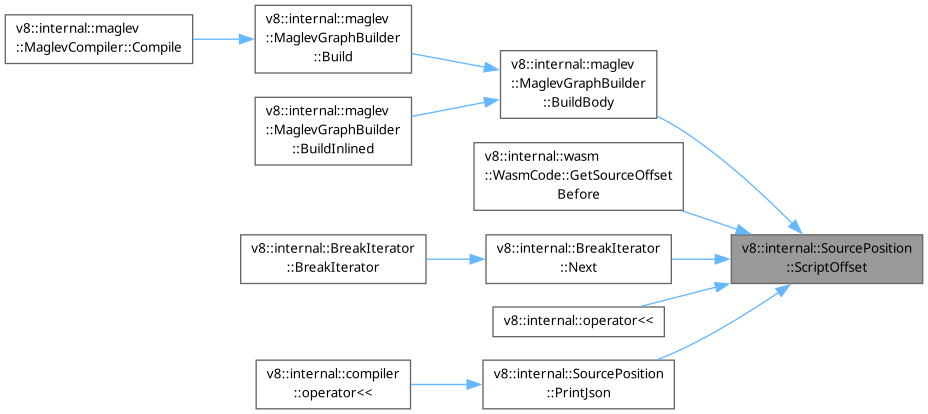 v8::internal::maglev
::MaglevCompiler::Compile
v8::internal::maglev
::MaglevGraphBuilder
::Build
v8::internal::maglev
::MaglevGraphBuilder
::BuildInlined
v8::internal::maglev
::MaglevGraphBuilder
::BuildBody
v8::internal::wasm
::WasmCode::GetSourceOffset
Before
v8::internal::BreakIterator
::BreakIterator
v8::internal::BreakIterator
::Next
v8::internal::SourcePosition
::ScriptOffset
v8::internal::operator<<
v8::internal::compiler
::operator<<
v8::internal::SourcePosition
::PrintJson